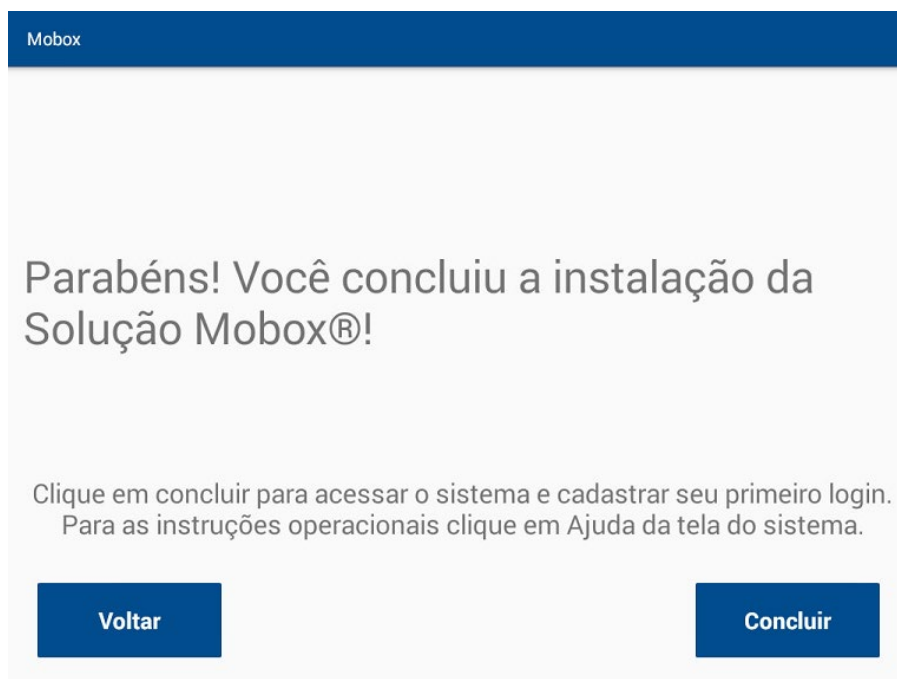 Mobox
Parabéns! Você concluiu a instalação da
Solução Mobox®!
Clique em concluir para acessar o sistema e cadastrar seu primeiro login.
Para as instruções operacionais clique em Ajuda da tela do sistema.
Voltar
Concluir